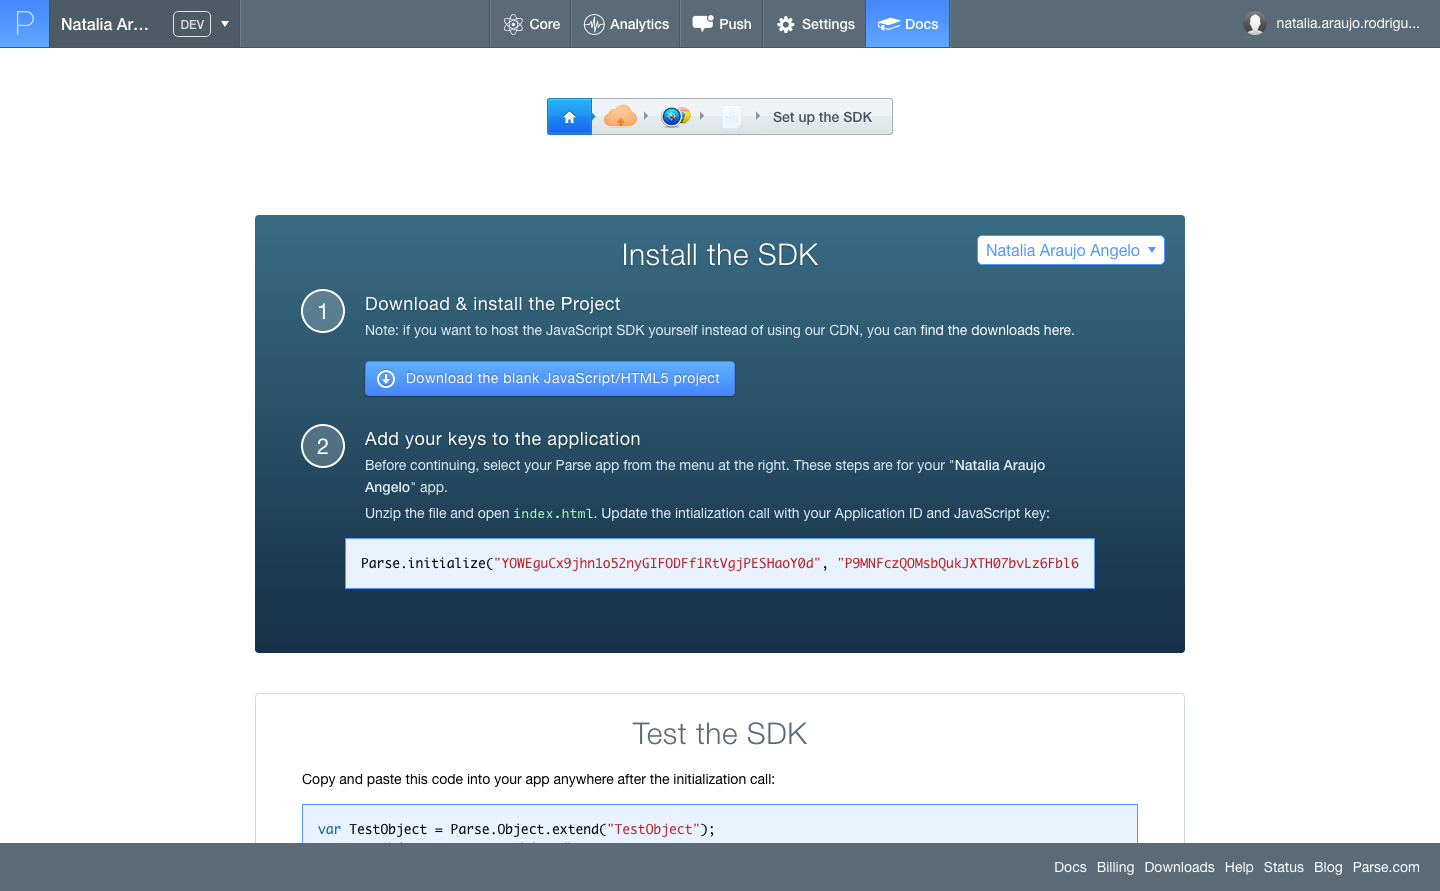 P Natalia Ar... DEV Core Analytics Push Settings Docs natalia.araujo.rodrigu...
Set up the SDK
Install the SDK
Natalia Araujo Angelo
1 Download & install the Project
Note: if you want to host the JavaScript SDK yourself instead of using our CDN, you can find the downloads here.
Download the blank JavaScript/HTML5 project
2 Add your keys to the application
Before continuing, select your Parse app from the menu at the right. These steps are for your "Natalia Araujo
Angelo" app.
Unzip the file and open index.html. Update the intialization call with your Application ID and JavaScript key:
Parse.initialize("YOWEguCx9jhn1o52nyGIFODFf1RtVgjPESHaoY0d", "P9MNFczQOMsbQukJXTH07bvLz6Fbl6
Test the SDK
Copy and paste this code into your app anywhere after the initialization call:
var TestObject = Parse.Object.extend("TestObject");
Docs Billing Downloads Help Status Blog Parse.com